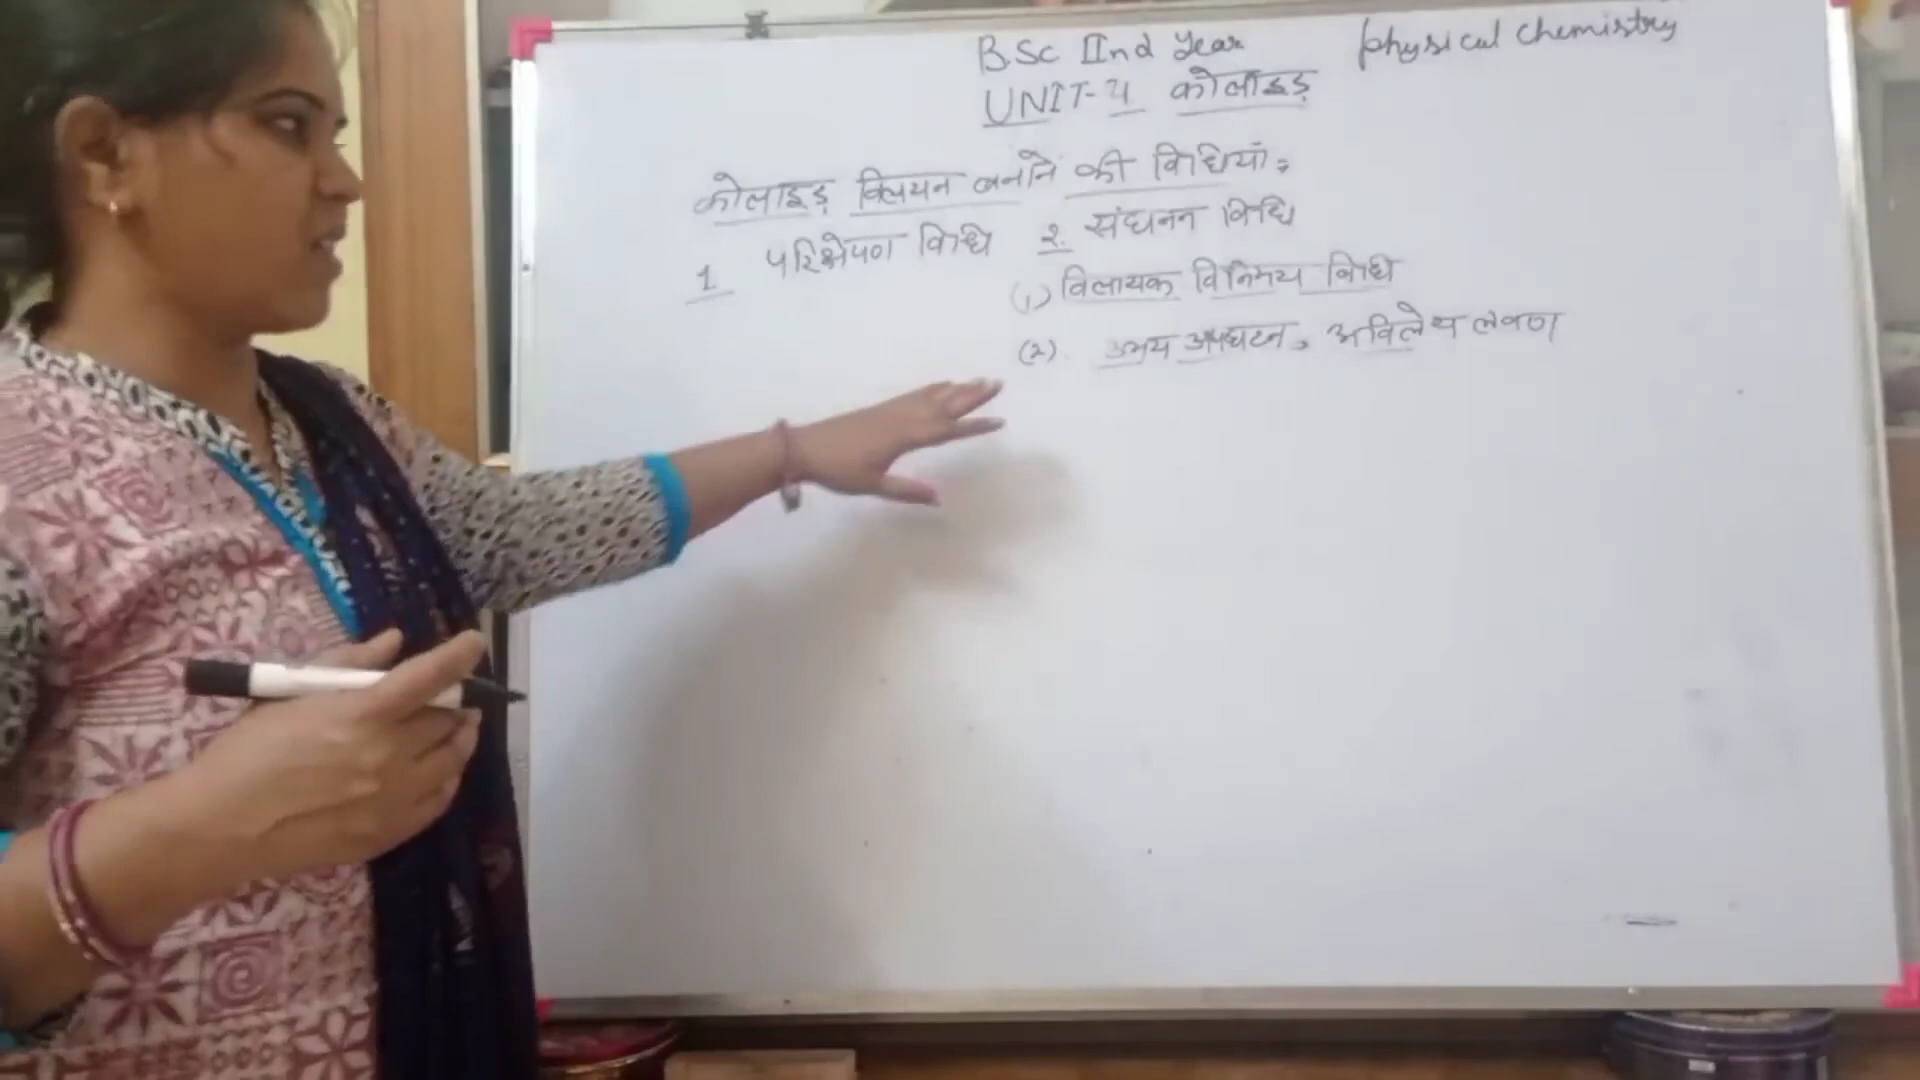 BSc IInd Year physical chemistry
UNIT-4 कोलाइड़
कोलाइड़ विलयन बनाने की विधियाँ:
1 परिक्षेपण विधि 2. संघनन विधि
(1) विलायक विनिमय विधि
(2). उभय अपघटन, अविलेय लवण